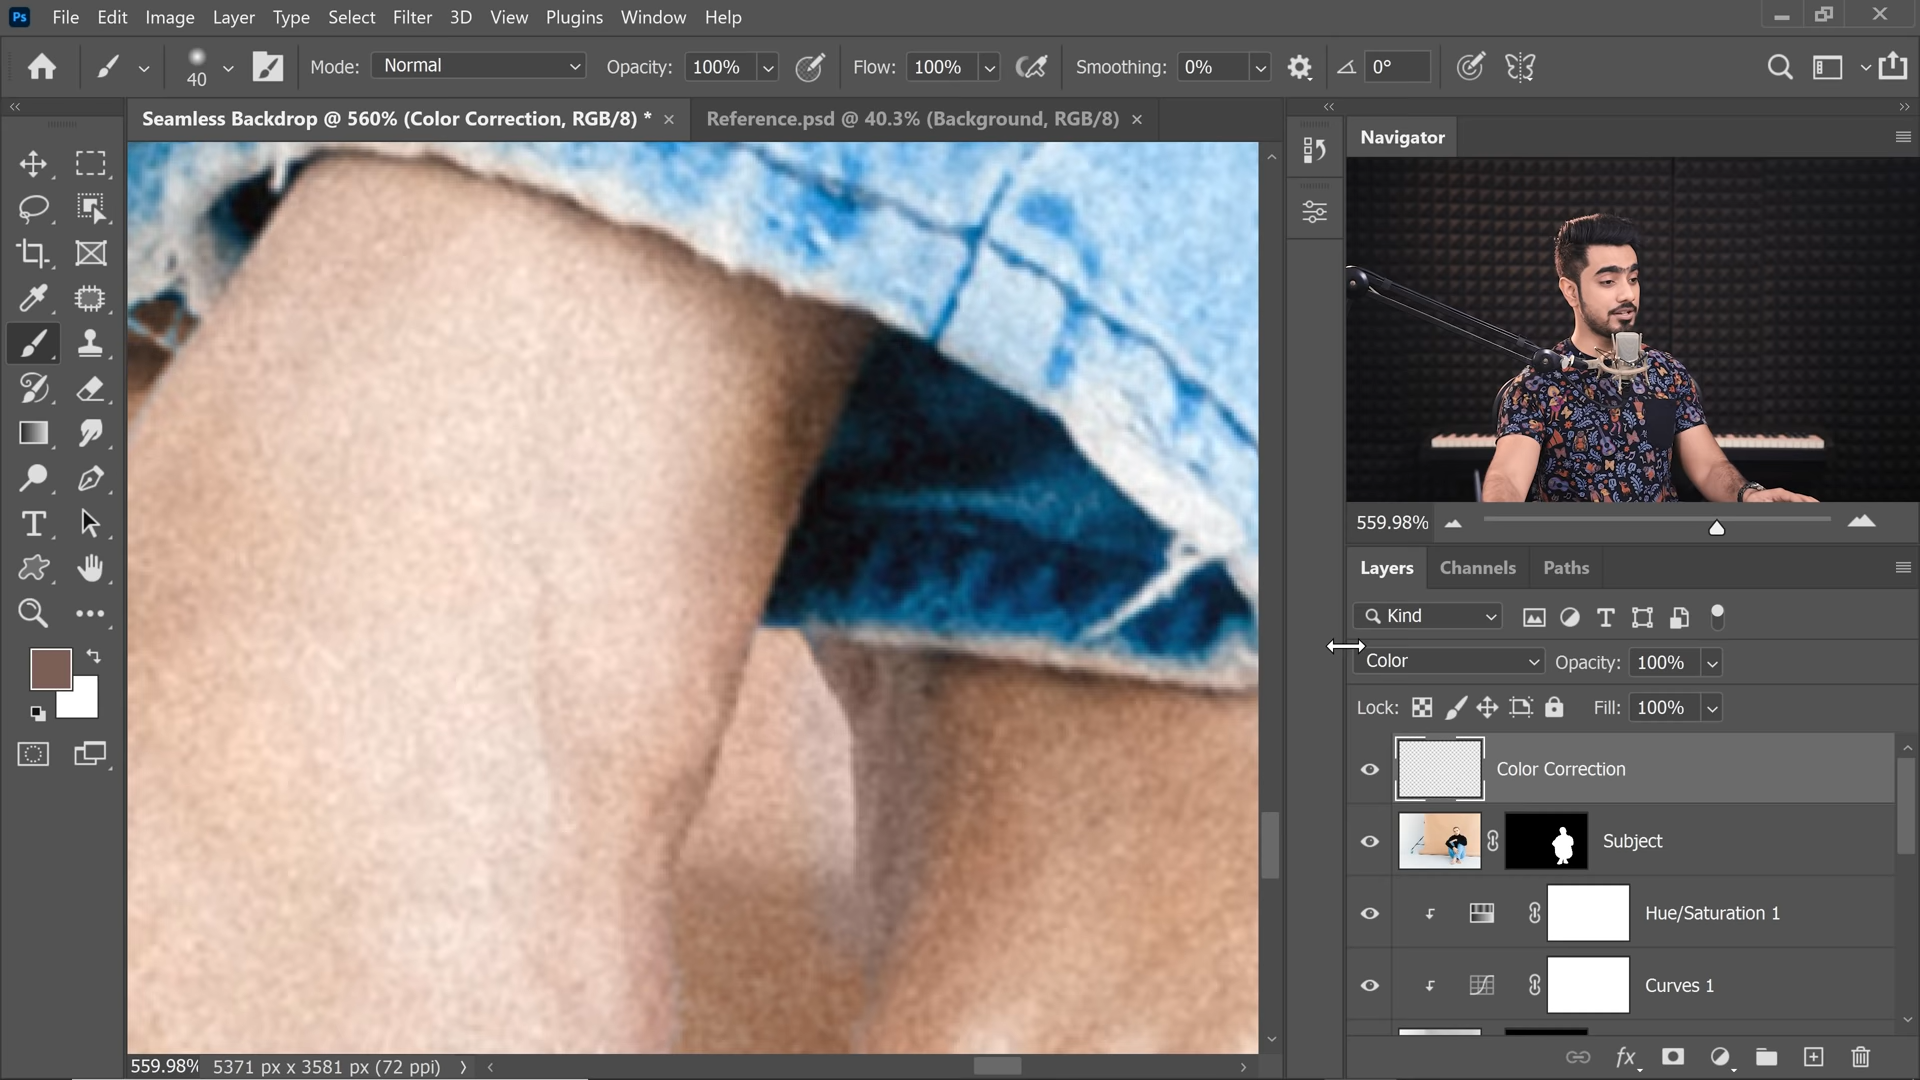 Ps File Edit Image Layer Type Select Filter 3D View Plugins Window Help
40 Mode: Normal Opacity: 100% Flow: 100% Smoothing: 0% 0°
Seamless Backdrop @ 560% (Color Correction, RGB/8) * × Reference.psd @ 40.3% (Background, RGB/8) ×
Navigator
559.98%
Layers Channels Paths
Kind
Color Opacity: 100%
Lock: Fill: 100%
Color Correction
Subject
Hue/Saturation 1
Curves 1
fx
559.98% 5371 px x 3581 px (72 ppi)